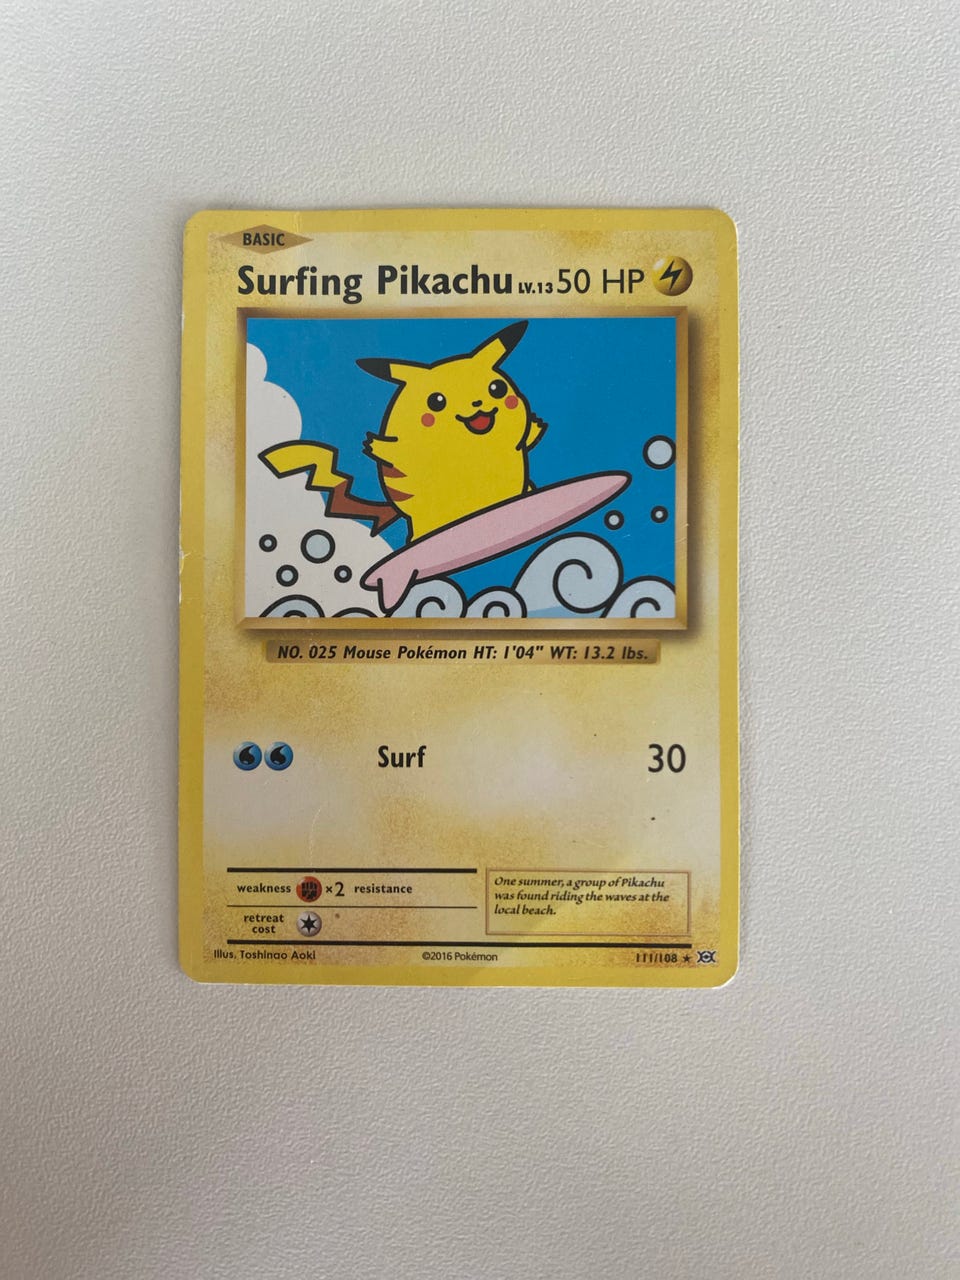 BASIC
Surfing Pikachu LV.13 50 HP
NO. 025 Mouse Pokémon HT: 1'04" WT: 13.2 lbs.
Surf 30
weakness ×2 resistance
retreat cost
One summer, a group of Pikachu
was found riding the waves at the
local beach.
Illus. Toshinao Aoki ©2016 Pokémon 111/108